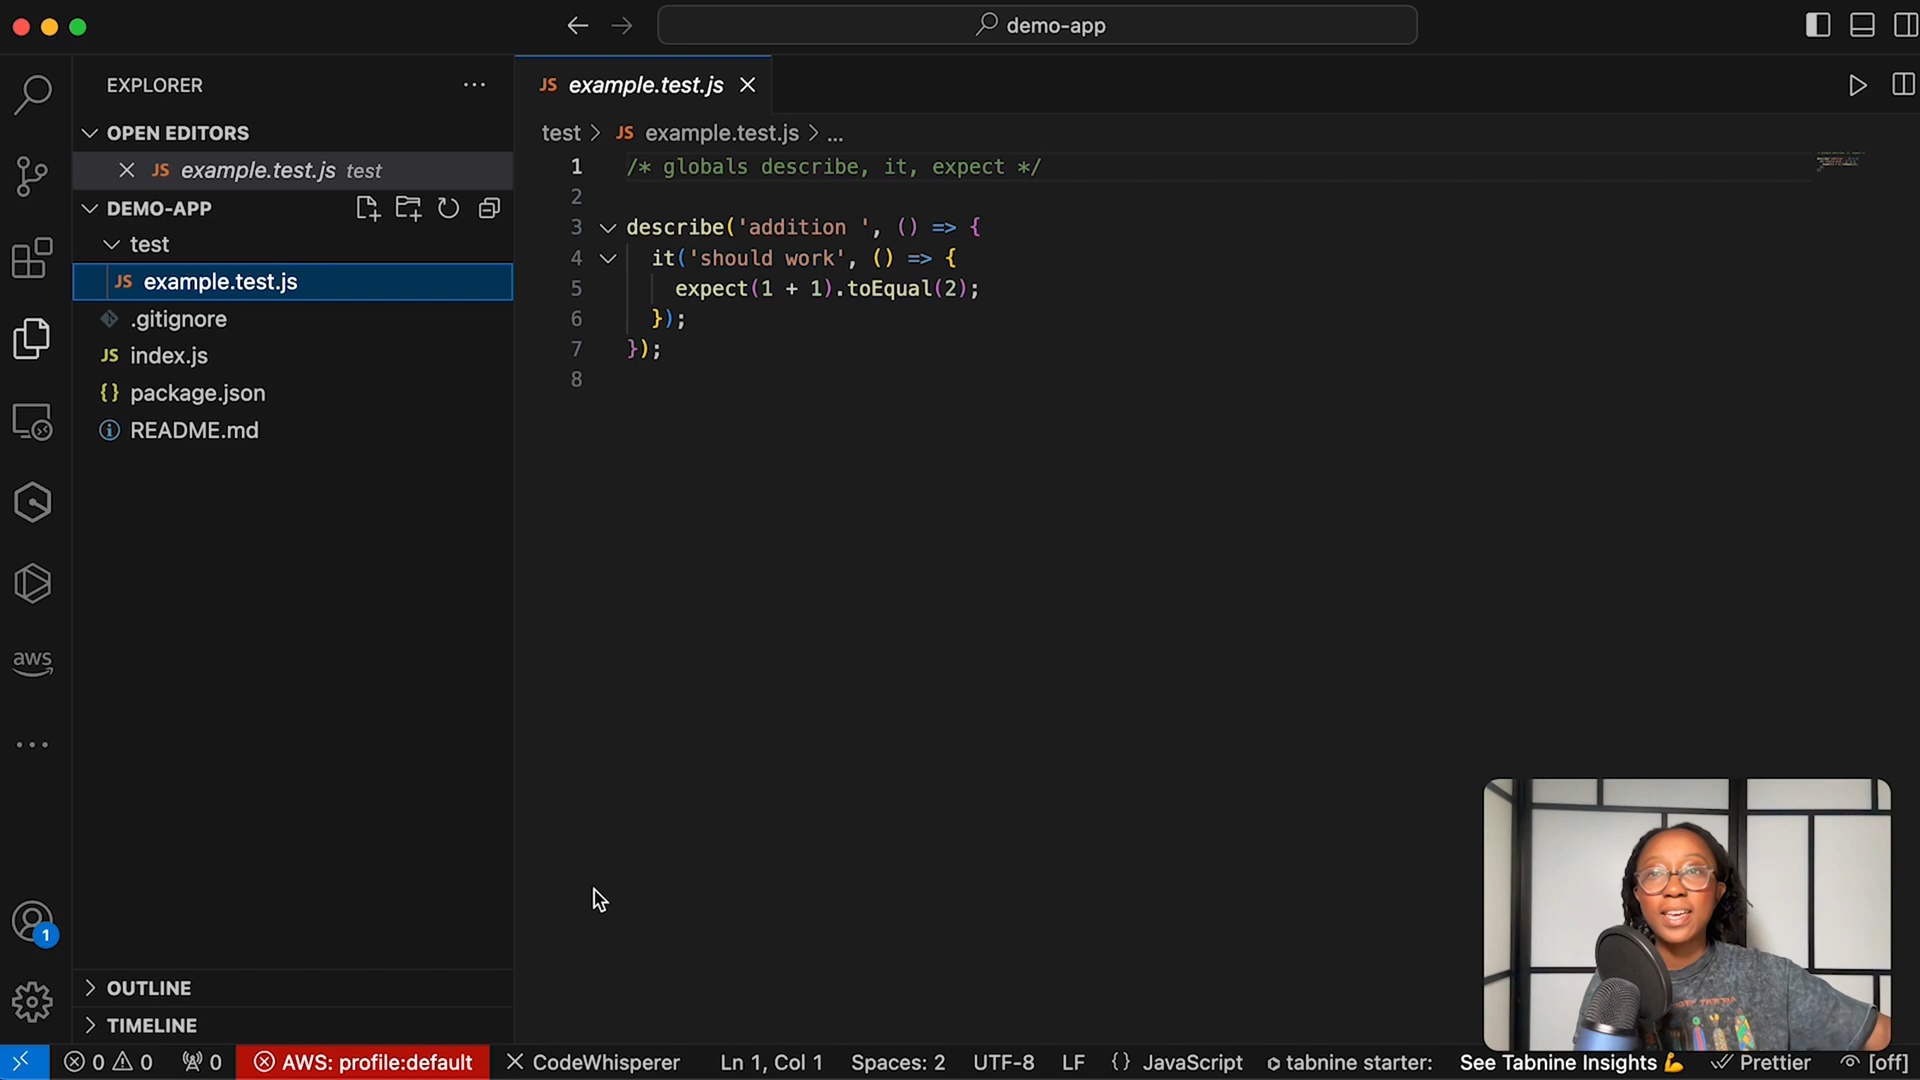 demo-app
EXPLORER
OPEN EDITORS
JS example.test.js test
DEMO-APP
test
JS example.test.js
.gitignore
JS index.js
{} package.json
README.md
aws
1
OUTLINE
TIMELINE
JS example.test.js
test > JS example.test.js > ...
1 /* globals describe, it, expect */
2
3 describe('addition ', () => {
4 it('should work', () => {
5 expect(1 + 1).toEqual(2);
6 });
7 });
8
0 0 0 AWS: profile:default CodeWhisperer Ln 1, Col 1 Spaces: 2 UTF-8 LF {} JavaScript tabnine starter: See Tabnine Insights 💪 Prettier [off]